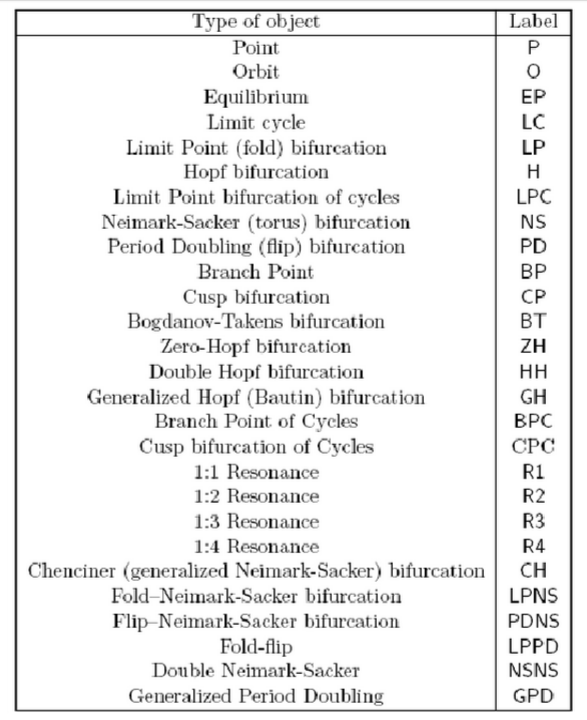 Type of object Label
Point P
Orbit O
Equilibrium EP
Limit cycle LC
Limit Point (fold) bifurcation LP
Hopf bifurcation H
Limit Point bifurcation of cycles LPC
Neimark-Sacker (torus) bifurcation NS
Period Doubling (flip) bifurcation PD
Branch Point BP
Cusp bifurcation CP
Bogdanov-Takens bifurcation BT
Zero-Hopf bifurcation ZH
Double Hopf bifurcation HH
Generalized Hopf (Bautin) bifurcation GH
Branch Point of Cycles BPC
Cusp bifurcation of Cycles CPC
1:1 Resonance R1
1:2 Resonance R2
1:3 Resonance R3
1:4 Resonance R4
Chenciner (generalized Neimark-Sacker) bifurcation CH
Fold–Neimark-Sacker bifurcation LPNS
Flip–Neimark-Sacker bifurcation PDNS
Fold-flip LPPD
Double Neimark-Sacker NSNS
Generalized Period Doubling GPD